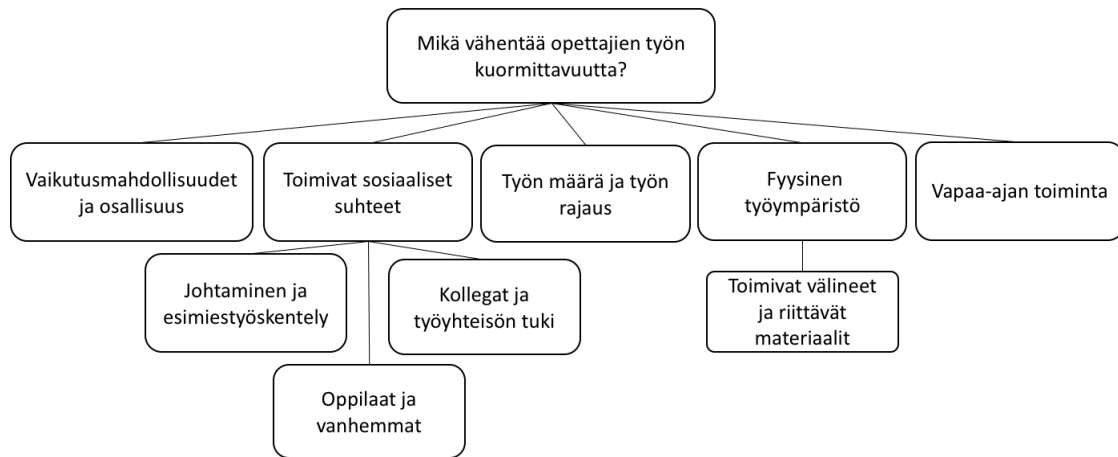 Mikä vähentää opettajien työn
kuormittavuutta?
Vaikutusmahdollisuudet
ja osallisuus
Toimivat sosiaaliset
suhteet
Työn määrä ja työn
rajaus
Fyysinen
työympäristö
Vapaa-ajan toiminta
Johtaminen ja
esimiestyöskentely
Kollegat ja
työyhteisön tuki
Toimivat välineet
ja riittävät
materiaalit
Oppilaat ja
vanhemmat